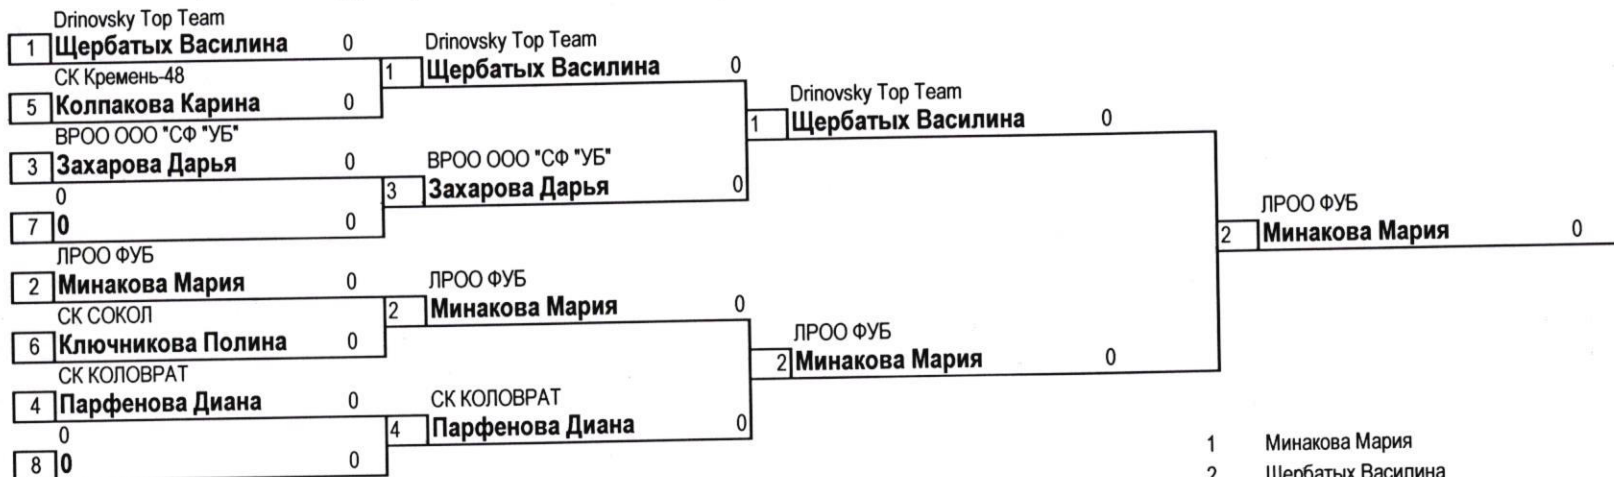 Drinovsky Top Team
1 Щербатых Василина 0
СК Кремень-48
5 Колпакова Карина 0
ВРОО ООО "СФ "УБ"
3 Захарова Дарья 0
0
7 0 0
ЛРОО ФУБ
2 Минакова Мария 0
СК СОКОЛ
6 Ключникова Полина 0
СК КОЛОВРАТ
4 Парфенова Диана 0
0
8 0 0
Drinovsky Top Team
1 Щербатых Василина 0
ВРОО ООО "СФ "УБ"
3 Захарова Дарья 0
ЛРОО ФУБ
2 Минакова Мария 0
СК КОЛОВРАТ
4 Парфенова Диана 0
Drinovsky Top Team
1 Щербатых Василина 0
ЛРОО ФУБ
2 Минакова Мария 0
ЛРОО ФУБ
2 Минакова Мария 0
1 Минакова Мария
2 Щербатых Василина